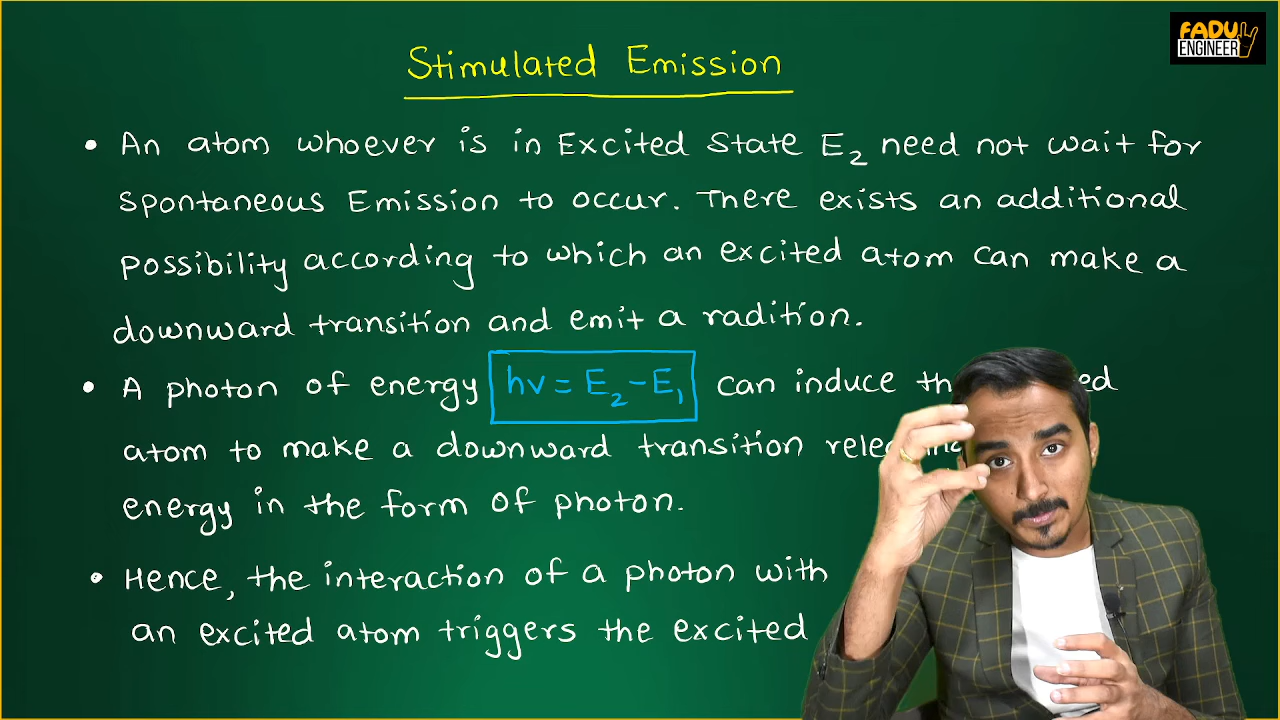 FADU
ENGINEER
Stimulated Emission
• An atom whoever is in Excited State E₂ need not wait for
spontaneous Emission to occur. There exists an additional
possibility according to which an excited atom can make a
downward transition and emit a radition.
• A photon of energy hν = E₂ - E₁ can induce
atom to make a downward transition
energy in the form of photon.
• Hence, the interaction of a photon with
an excited atom triggers the excited